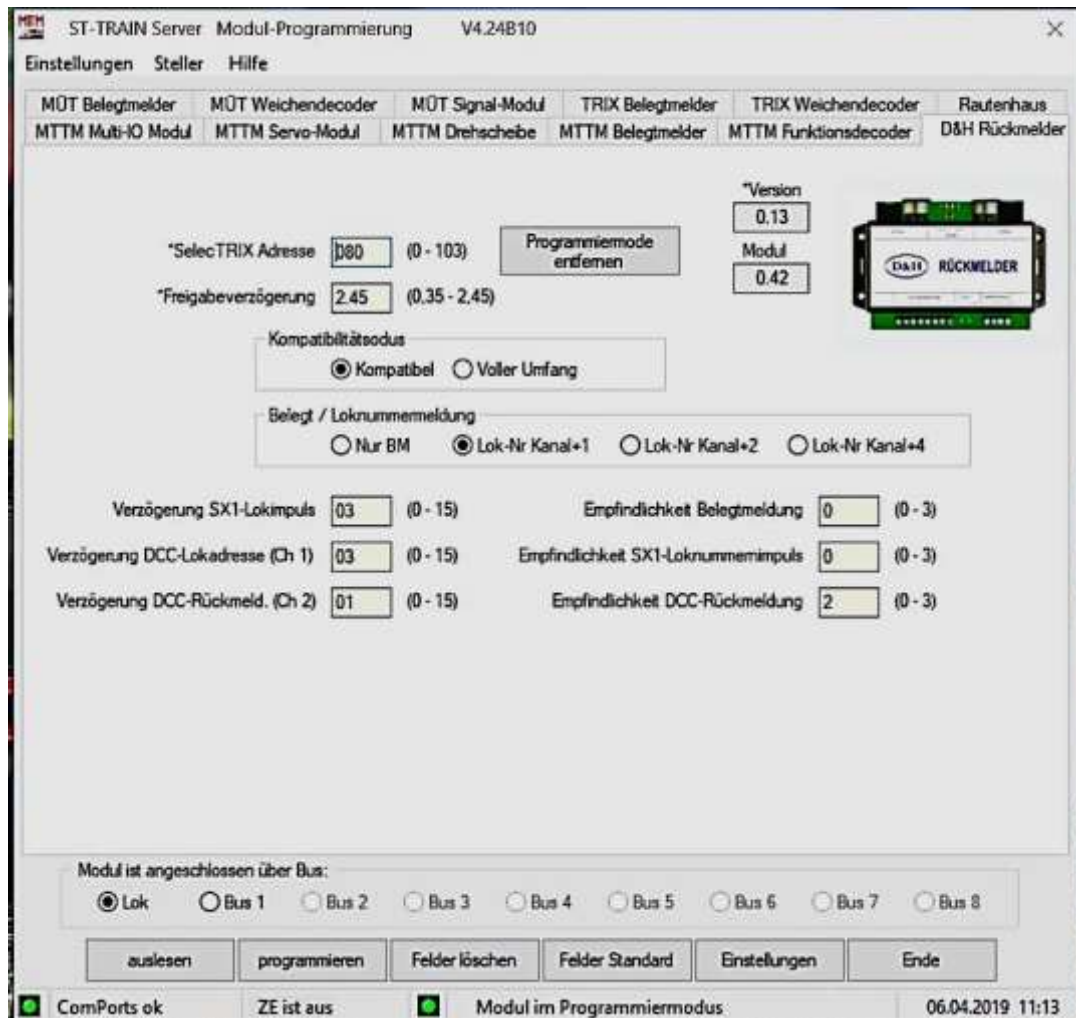 MEM ST-TRAIN Server Modul-Programmierung V4.24B10
Einstellungen Steller Hilfe
MÜT Belegtmelder MÜT Weichendecoder MÜT Signal-Modul TRIX Belegtmelder TRIX Weichendecoder Rautenhaus
MTTM Multi-IO Modul MTTM Servo-Modul MTTM Drehscheibe MTTM Belegtmelder MTTM Funktionsdecoder D&H Rückmelder
*Version
0.13
*SelecTRIX Adresse 080 (0 - 103) Programmiermode entfernen
Modul
0.42
D&H RÜCKMELDER
*Freigabeverzögerung 2.45 (0,35 - 2,45)
Kompatibilitätsodus
Kompatibel Voller Umfang
Belegt / Loknummermeldung
Nur BM Lok-Nr Kanal+1 Lok-Nr Kanal+2 Lok-Nr Kanal+4
Verzögerung SX1-Lokimpuls 03 (0 - 15) Empfindlichkeit Belegtmeldung 0 (0 - 3)
Verzögerung DCC-Lokadresse (Ch 1) 03 (0 - 15) Empfindlichkeit SX1-Loknummernimpuls 0 (0 - 3)
Verzögerung DCC-Rückmeld. (Ch 2) 01 (0 - 15) Empfindlichkeit DCC-Rückmeldung 2 (0 - 3)
Modul ist angeschlossen über Bus:
Lok Bus 1 Bus 2 Bus 3 Bus 4 Bus 5 Bus 6 Bus 7 Bus 8
auslesen programmieren Felder löschen Felder Standard Einstellungen Ende
ComPorts ok ZE ist aus Modul im Programmiermodus 06.04.2019 11:13